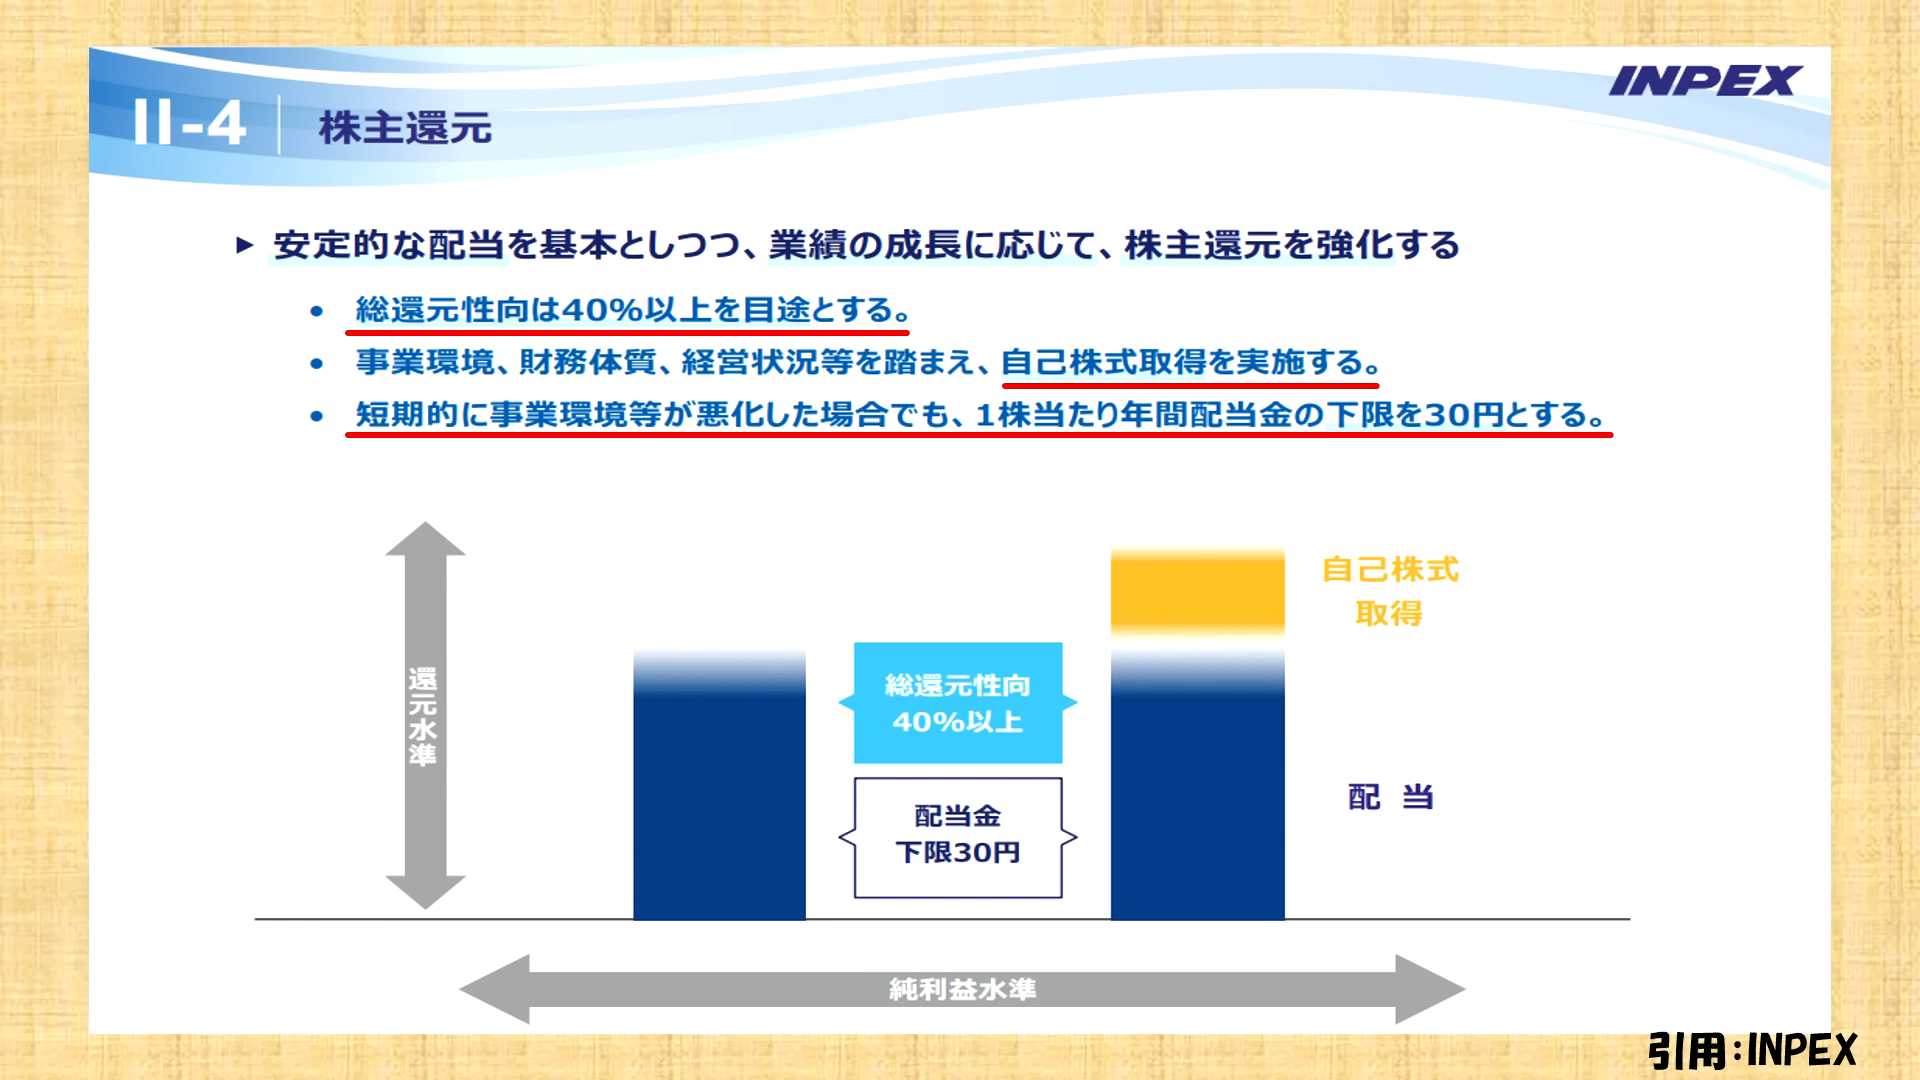 INPEX
II-4 株主還元
▶ 安定的な配当を基本としつつ、業績の成長に応じて、株主還元を強化する
• 総還元性向は40%以上を目途とする。
• 事業環境、財務体質、経営状況等を踏まえ、自己株式取得を実施する。
• 短期的に事業環境等が悪化した場合でも、1株当たり年間配当金の下限を30円とする。
還元水準
総還元性向
40%以上
配当金
下限30円
自己株式
取得
配 当
純利益水準
引用:INPEX